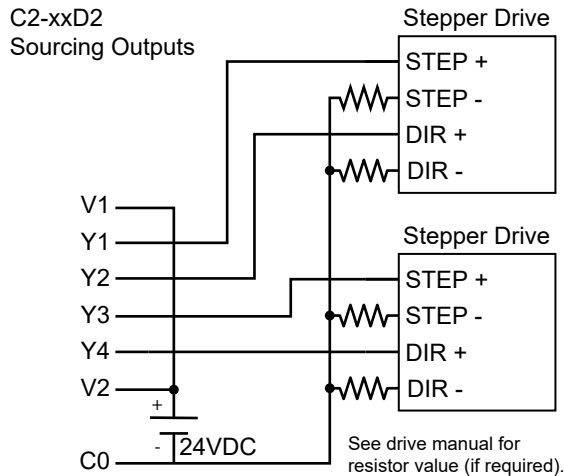 C2-xxD2
Sourcing Outputs
Stepper Drive
STEP +
STEP -
DIR +
DIR -
V1
Y1
Y2
Y3
Y4
V2
C0
+
-
24VDC
Stepper Drive
STEP +
STEP -
DIR +
DIR -
See drive manual for
resistor value (if required).